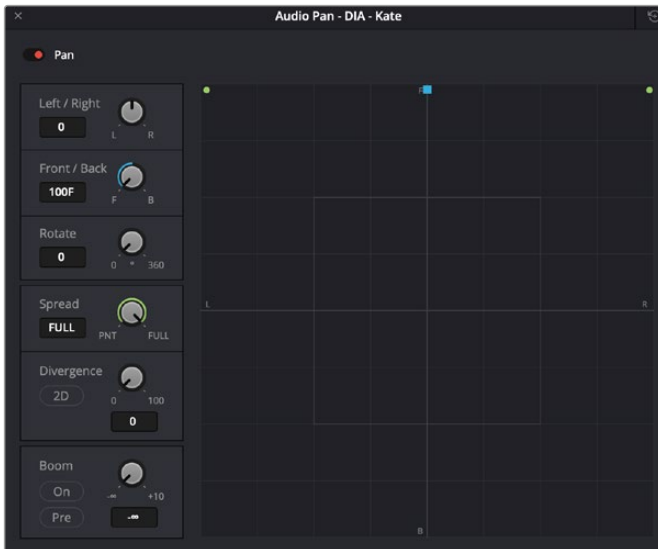 Audio Pan - DIA - Kate
Pan
Left / Right
0
L R
Front / Back
100F
F B
Rotate
0
0 ° 360
Spread
FULL
PNT FULL
Divergence
2D
0 100
0
Boom
On
-∞ +10
Pre
-∞
F
L
R
B